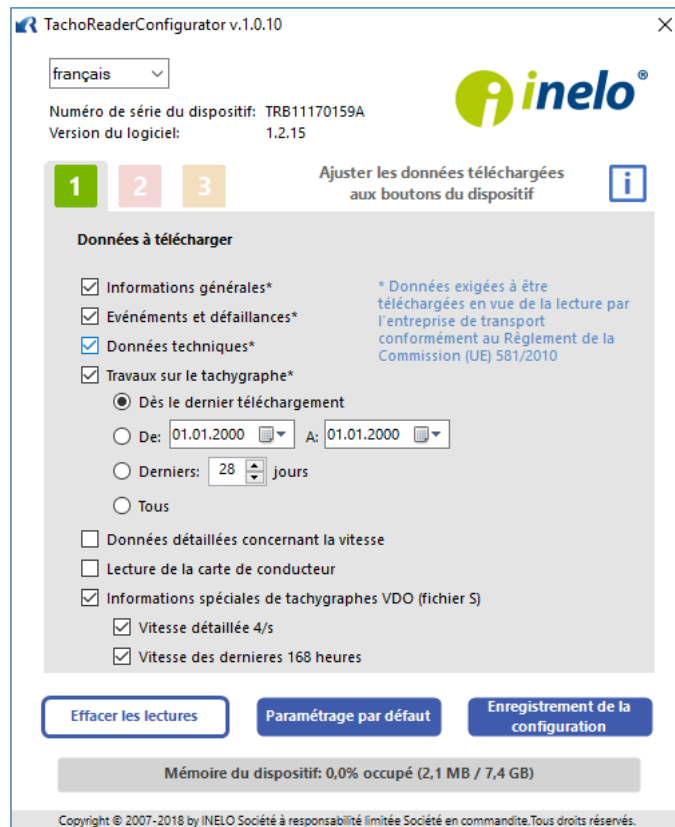 TachoReaderConfigurator v.1.0.10
français
inelo®
Numéro de série du dispositif: TRB11170159A
Version du logiciel: 1.2.15
1 2 3
Ajuster les données téléchargées
aux boutons du dispositif
i
Données à télécharger
Informations générales*
Evénéments et défaillances*
Données techniques*
Travaux sur le tachygraphe*
* Données exigées à être
téléchargées en vue de la lecture par
l'entreprise de transport
conformément au Règlement de la
Commission (UE) 581/2010
Dès le dernier téléchargement
De: 01.01.2000 A: 01.01.2000
Derniers: 28 jours
Tous
Données détaillées concernant la vitesse
Lecture de la carte de conducteur
Informations spéciales de tachygraphes VDO (fichier S)
Vitesse détaillée 4/s
Vitesse des dernieres 168 heures
Effacer les lectures
Paramétrage par défaut
Enregistrement de la
configuration
Mémoire du dispositif: 0,0% occupé (2,1 MB / 7,4 GB)
Copyright © 2007-2018 by INELO Société à responsabilité limitée Société en commandite.Tous droits réservés.